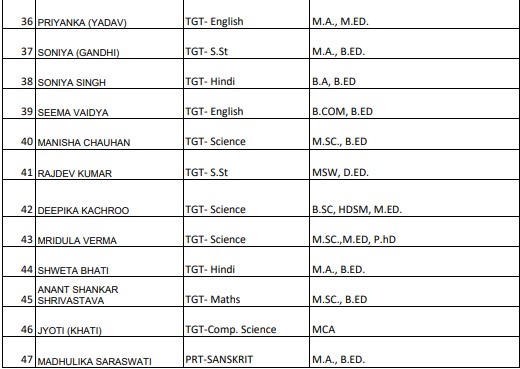 36 PRIYANKA (YADAV) TGT- English M.A., M.ED.
37 SONIYA (GANDHI) TGT- S.St M.A., B.ED.
38 SONIYA SINGH TGT- Hindi B.A, B.ED
39 SEEMA VAIDYA TGT- English B.COM, B.ED
40 MANISHA CHAUHAN TGT- Science M.SC., B.ED
41 RAJDEV KUMAR TGT- S.St MSW, D.ED.
42 DEEPIKA KACHROO TGT- Science B.SC, HDSM, M.ED.
43 MRIDULA VERMA TGT- Science M.SC.,M.ED, P.hD
44 SHWETA BHATI TGT- Hindi M.A., B.ED.
ANANT SHANKAR
45 SHRIVASTAVA TGT- Maths M.SC., B.ED
46 JYOTI (KHATI) TGT-Comp. Science MCA
47 MADHULIKA SARASWATI PRT-SANSKRIT M.A., B.ED.